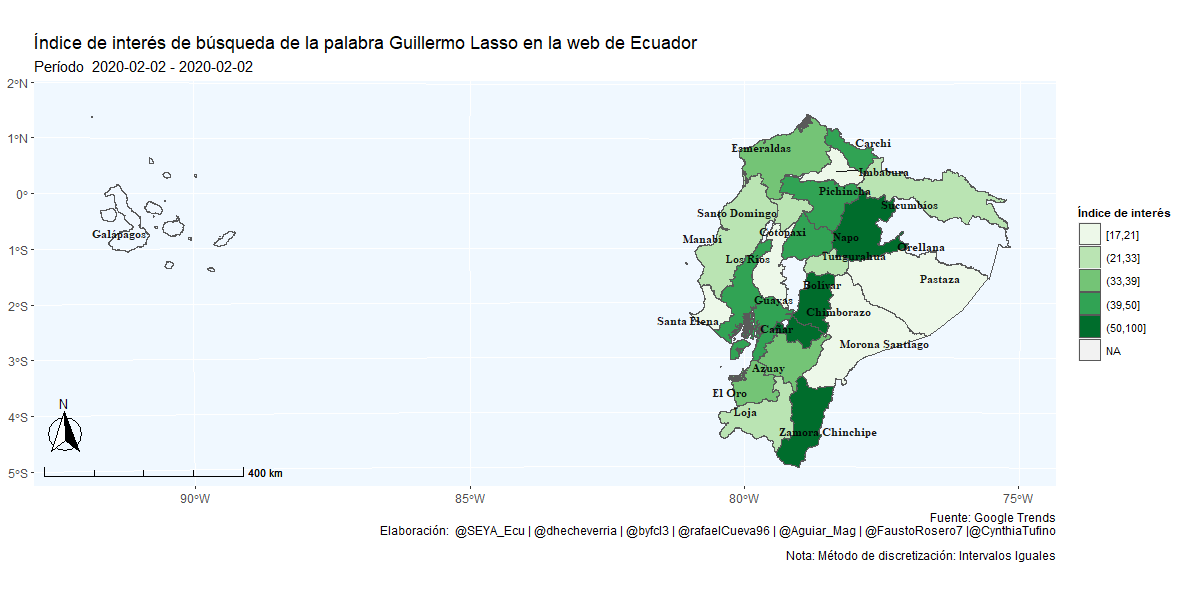 Índice de interés de búsqueda de la palabra Guillermo Lasso en la web de Ecuador
Período  2020-02-02 - 2020-02-02
2°N
1°N
0°
1°S
2°S
3°S
4°S
5°S
90°W
85°W
80°W
75°W
Esmeraldas
Carchi
Imbabura
Pichincha
Sucumbíos
Santo Domingo
Galápagos
Cotopaxi
Manabí
Napo
Orellana
Los Ríos
Tungurahua
Pastaza
Bolívar
Guayas
Chimborazo
Santa Elena
Cañar
Morona Santiago
Azuay
El Oro
Loja
Zamora Chinchipe
N
400 km
Índice de interés
[17,21]
(21,33]
(33,39]
(39,50]
(50,100]
NA
Fuente: Google Trends
Elaboración:  @SEYA_Ecu | @dhecheverria | @byfcl3 | @rafaelCueva96 | @Aguiar_Mag | @FaustoRosero7 |@CynthiaTufino
Nota: Método de discretización: Intervalos Iguales